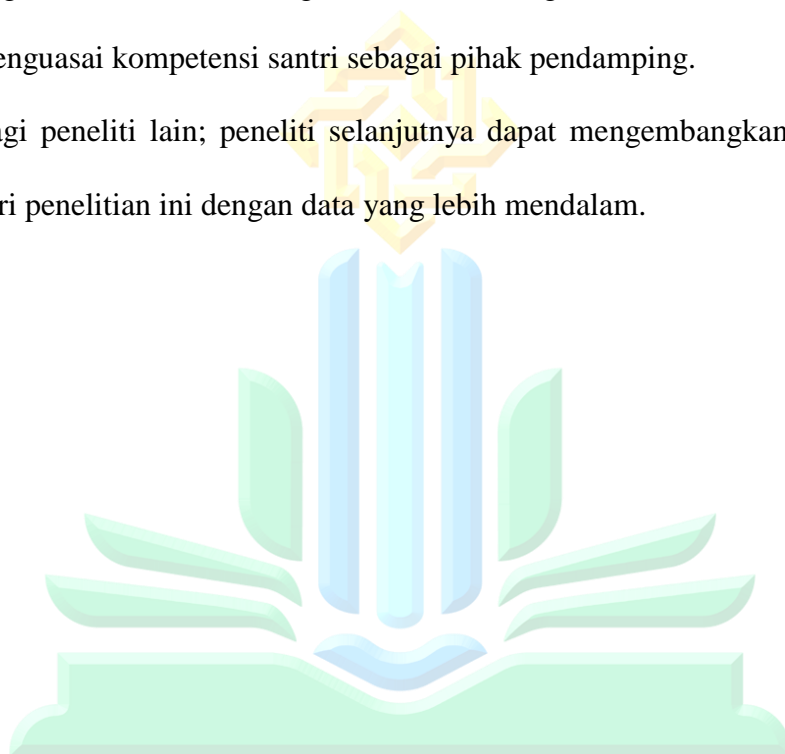 enguasai kompetensi santri sebagai pihak pendamping.
gi peneliti lain; peneliti selanjutnya dapat mengembangkan
ri penelitian ini dengan data yang lebih mendalam.